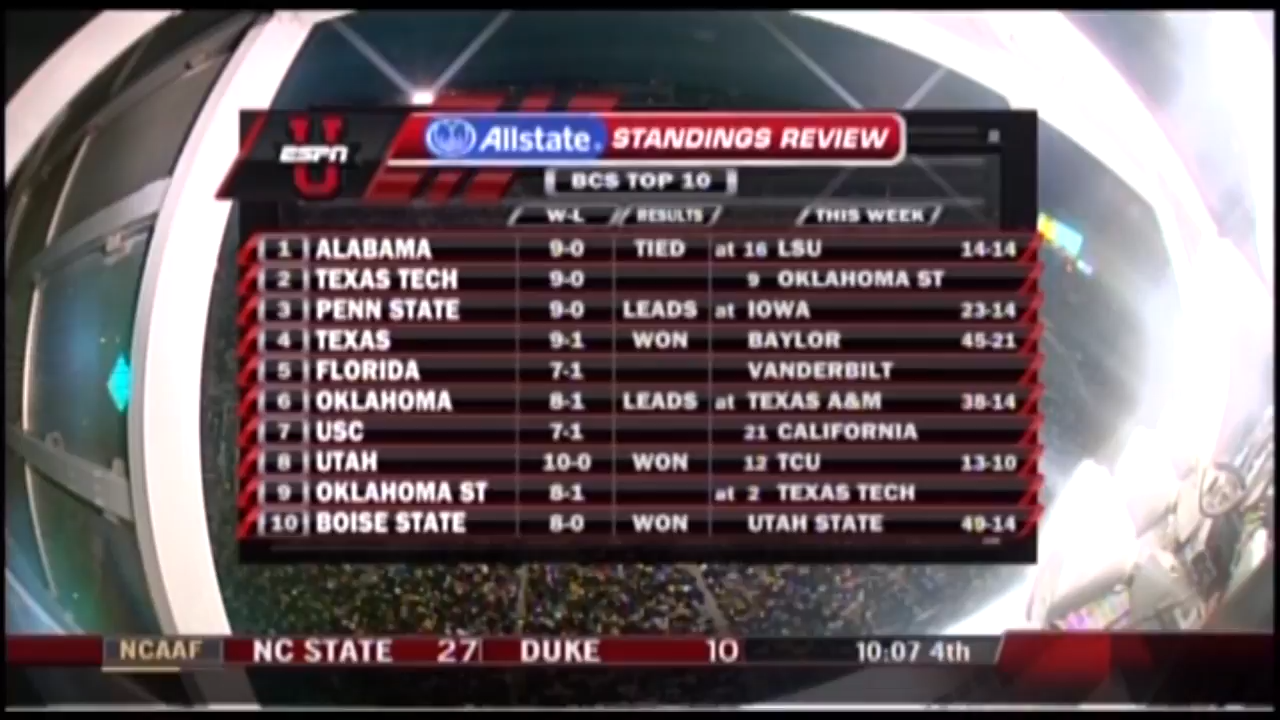 U ESPN Allstate. STANDINGS REVIEW
BCS TOP 10
W-L RESULTS THIS WEEK
1 ALABAMA 9-0 TIED at 16 LSU 14-14
2 TEXAS TECH 9-0 9 OKLAHOMA ST
3 PENN STATE 9-0 LEADS at IOWA 23-14
4 TEXAS 9-1 WON BAYLOR 45-21
5 FLORIDA 7-1 VANDERBILT
6 OKLAHOMA 8-1 LEADS at TEXAS A&M 38-14
7 USC 7-1 21 CALIFORNIA
8 UTAH 10-0 WON 12 TCU 13-10
9 OKLAHOMA ST 8-1 at 2 TEXAS TECH
10 BOISE STATE 8-0 WON UTAH STATE 49-14
NCAAF NC STATE 27 DUKE 10 10:07 4th